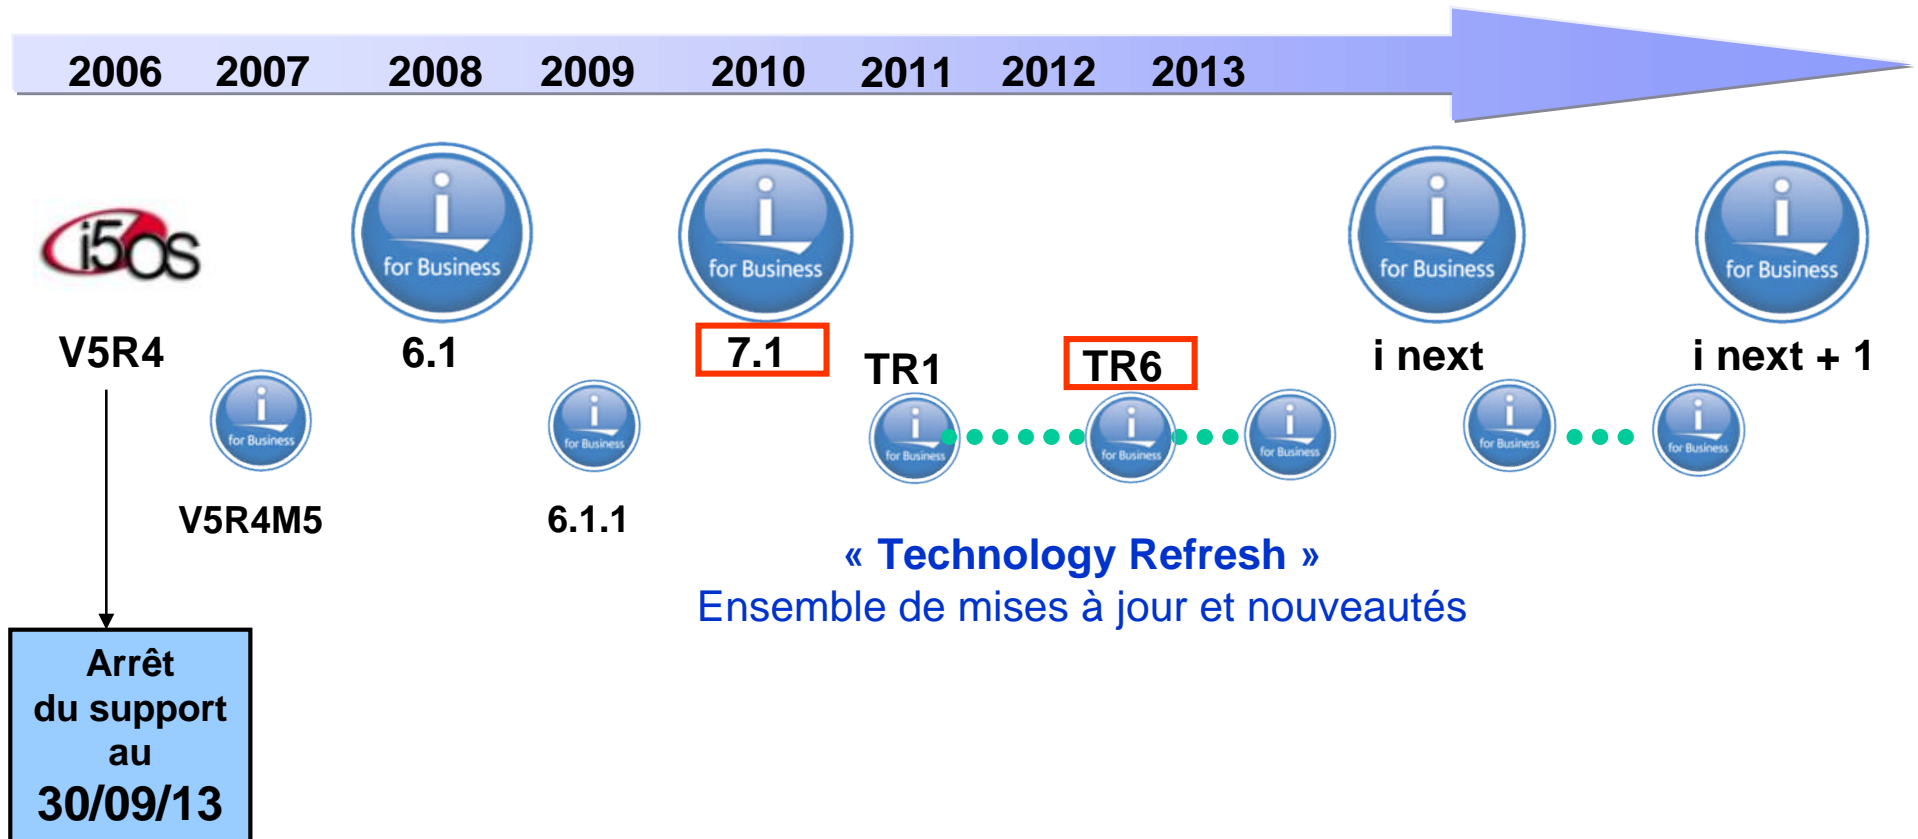 2006 2007 2008 2009 2010 2011 2012 2013
i5OS
i
for Business
i
for Business
i
for Business
i
for Business
V5R4
6.1
7.1
TR1
TR6
i next
i next + 1
i
for Business
i
for Business
i
for Business
i
for Business
i
for Business
i
for Business
i
for Business
V5R4M5
6.1.1
« Technology Refresh »
Ensemble de mises à jour et nouveautés
Arrêt
du support
au
30/09/13